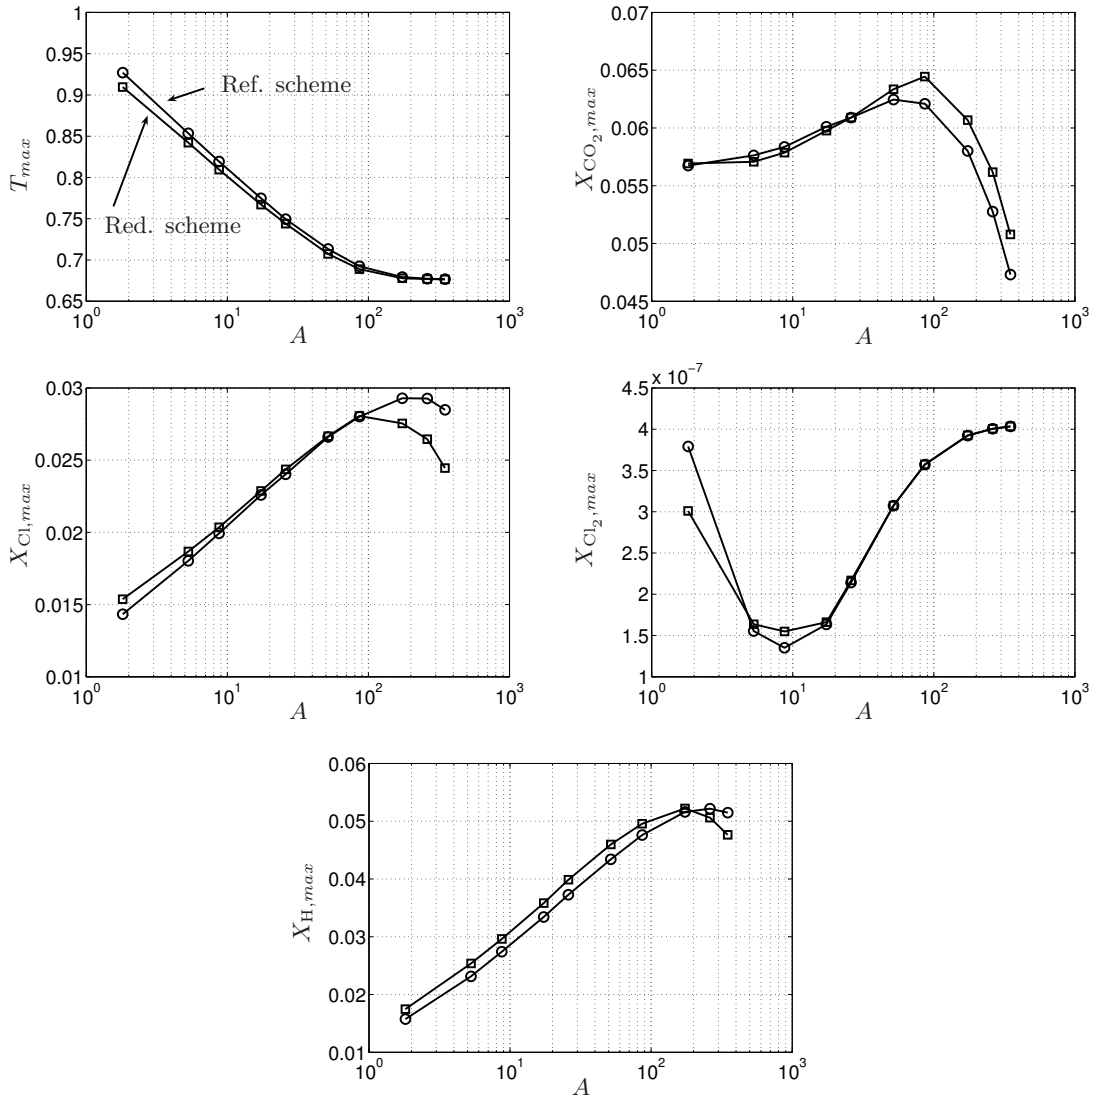 1
0.95
0.9
0.85
0.8
0.75
0.7
0.65
10^0 10^1 10^2 10^3
A
T_max
Ref. scheme
Red. scheme
0.07
0.065
0.06
0.055
0.05
0.045
10^0 10^1 10^2 10^3
A
X_CO_2,max
0.03
0.025
0.02
0.015
0.01
10^0 10^1 10^2 10^3
A
X_Cl,max
x 10^-7
4.5
4
3.5
3
2.5
2
1.5
1
10^0 10^1 10^2 10^3
A
X_Cl_2,max
0.06
0.05
0.04
0.03
0.02
0.01
10^0 10^1 10^2 10^3
A
X_H,max